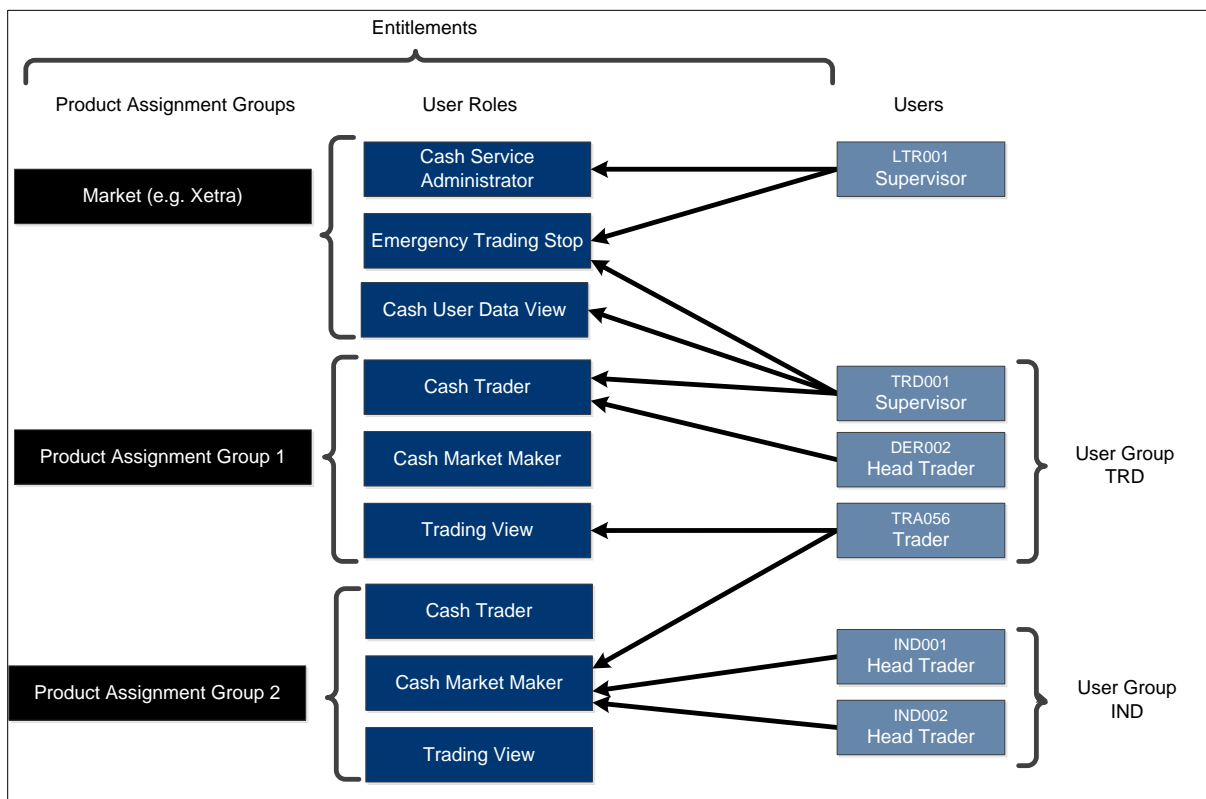 Entitlements
Product Assignment Groups
User Roles
Users
Market (e.g. Xetra)
Cash Service
Administrator
Emergency Trading Stop
Cash User Data View
LTR001
Supervisor
Product Assignment Group 1
Cash Trader
Cash Market Maker
Trading View
TRD001
Supervisor
DER002
Head Trader
TRA056
Trader
User Group
TRD
Product Assignment Group 2
Cash Trader
Cash Market Maker
Trading View
IND001
Head Trader
IND002
Head Trader
User Group
IND